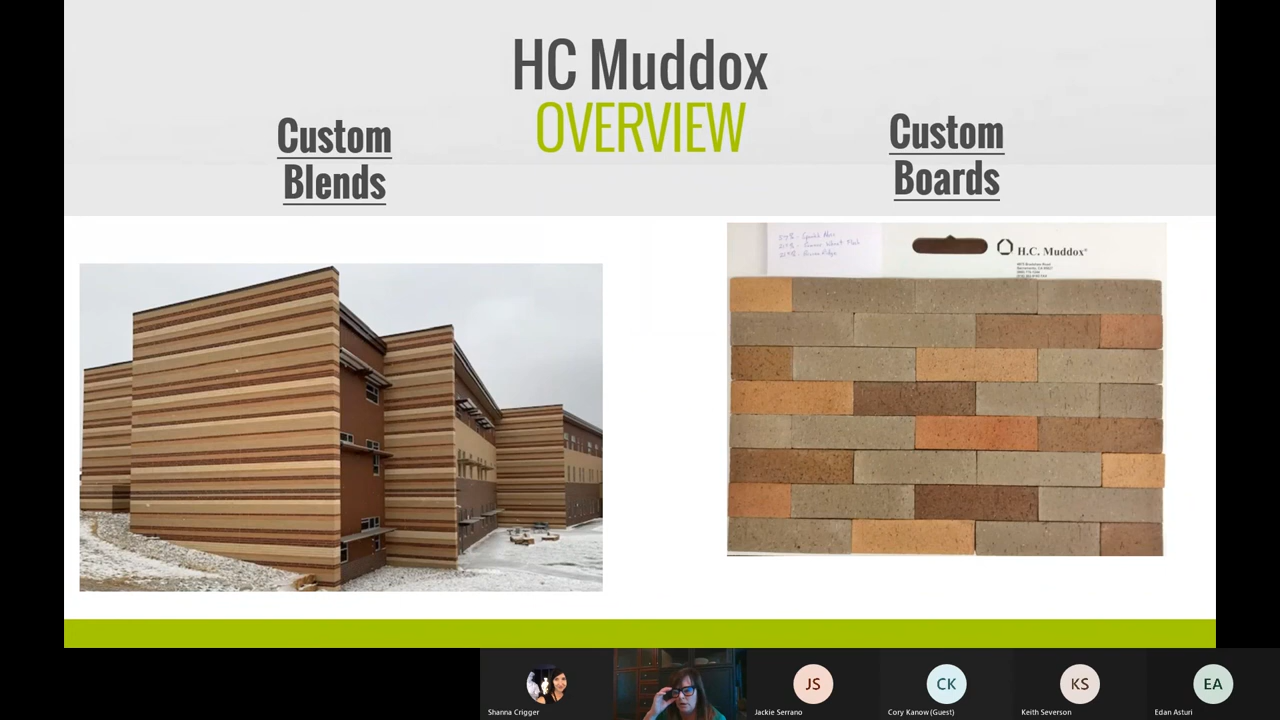 HC Muddox
OVERVIEW
Custom
Blends
Custom
Boards
H.C. Muddox®
JS
CK
KS
EA
Shanna Crigger
Jackie Serrano
Cory Kanow (Guest)
Keith Severson
Edan Asturi